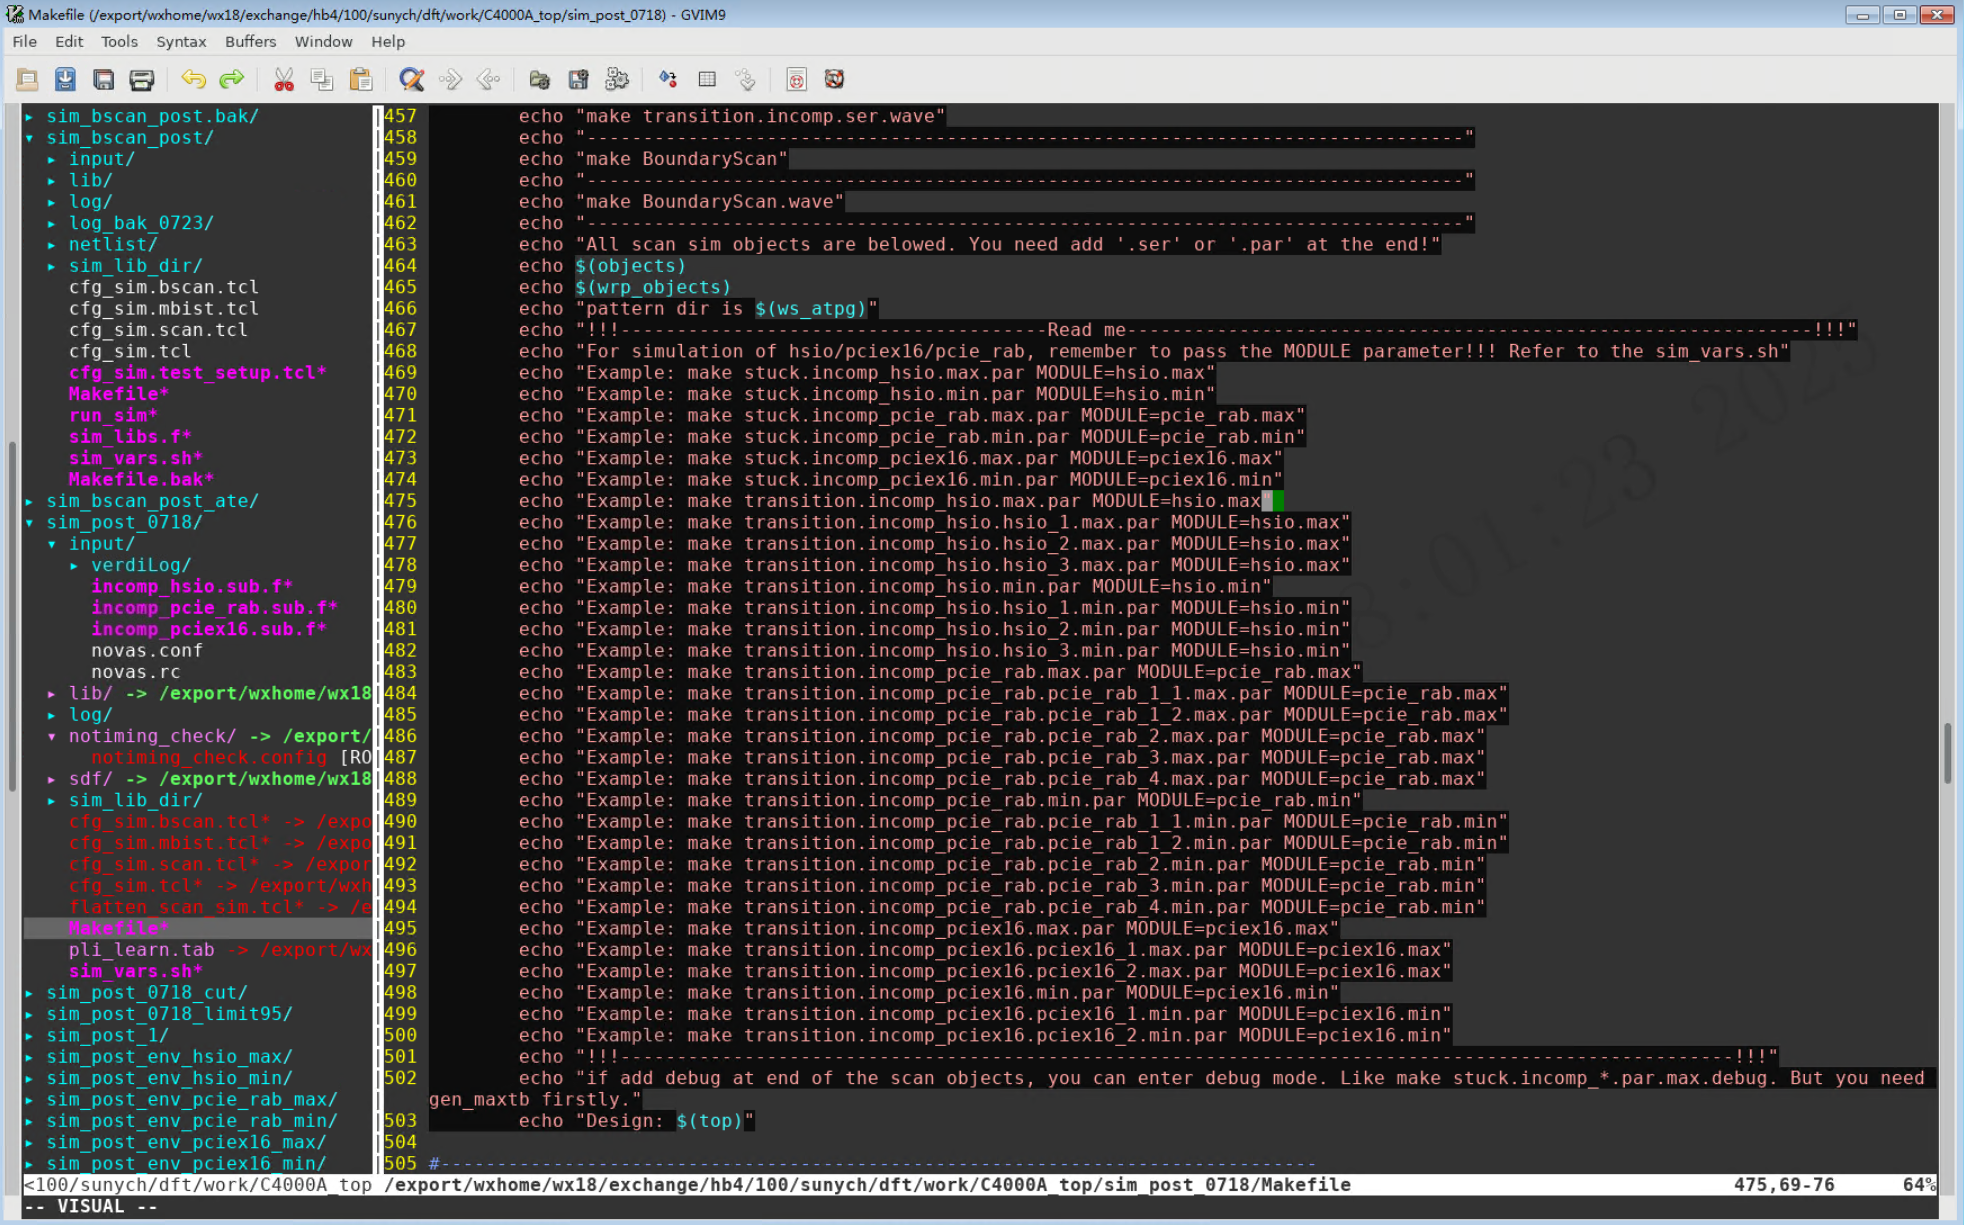 Makefile (/export/wxhome/wx18/exchange/hb4/100/sunych/dft/work/C4000A_top/sim_post_0718) - GVIM9
File Edit Tools Syntax Buffers Window Help
▸ sim_bscan_post.bak/
▾ sim_bscan_post/
▸ input/
▸ lib/
▸ log/
▸ log_bak_0723/
▸ netlist/
▸ sim_lib_dir/
cfg_sim.bscan.tcl
cfg_sim.mbist.tcl
cfg_sim.scan.tcl
cfg_sim.tcl
cfg_sim.test_setup.tcl*
Makefile*
run_sim*
sim_libs.f*
sim_vars.sh*
Makefile.bak*
▸ sim_bscan_post_ate/
▾ sim_post_0718/
▾ input/
▸ verdiLog/
incomp_hsio.sub.f*
incomp_pcie_rab.sub.f*
incomp_pciex16.sub.f*
novas.conf
novas.rc
▸ lib/ -> /export/wxhome/wx18
▸ log/
▾ notiming_check/ -> /export/
notiming_check.config [RO
▸ sdf/ -> /export/wxhome/wx18
▸ sim_lib_dir/
cfg_sim.bscan.tcl* -> /expo
cfg_sim.mbist.tcl* -> /expo
cfg_sim.scan.tcl* -> /expor
cfg_sim.tcl* -> /export/wxh
flatten_scan_sim.tcl* -> /e
Makefile*
pli_learn.tab -> /export/wx
sim_vars.sh*
▸ sim_post_0718_cut/
▸ sim_post_0718_limit95/
▸ sim_post_1/
▸ sim_post_env_hsio_max/
▸ sim_post_env_hsio_min/
▸ sim_post_env_pcie_rab_max/
▸ sim_post_env_pcie_rab_min/
▸ sim_post_env_pciex16_max/
▸ sim_post_env_pciex16_min/
457 echo "make transition.incomp.ser.wave"
458 echo "------------------------------------------------------------------------------"
459 echo "make BoundaryScan"
460 echo "------------------------------------------------------------------------------"
461 echo "make BoundaryScan.wave"
462 echo "------------------------------------------------------------------------------"
463 echo "All scan sim objects are belowed. You need add '.ser' or '.par' at the end!"
464 echo $(objects)
465 echo $(wrp_objects)
466 echo "pattern dir is $(ws_atpg)"
467 echo "!!!--------------------------------------Read me-------------------------------------------------------------!!!"
468 echo "For simulation of hsio/pciex16/pcie_rab, remember to pass the MODULE parameter!!! Refer to the sim_vars.sh"
469 echo "Example: make stuck.incomp_hsio.max.par MODULE=hsio.max"
470 echo "Example: make stuck.incomp_hsio.min.par MODULE=hsio.min"
471 echo "Example: make stuck.incomp_pcie_rab.max.par MODULE=pcie_rab.max"
472 echo "Example: make stuck.incomp_pcie_rab.min.par MODULE=pcie_rab.min"
473 echo "Example: make stuck.incomp_pciex16.max.par MODULE=pciex16.max"
474 echo "Example: make stuck.incomp_pciex16.min.par MODULE=pciex16.min"
475 echo "Example: make transition.incomp_hsio.max.par MODULE=hsio.max"
476 echo "Example: make transition.incomp_hsio.hsio_1.max.par MODULE=hsio.max"
477 echo "Example: make transition.incomp_hsio.hsio_2.max.par MODULE=hsio.max"
478 echo "Example: make transition.incomp_hsio.hsio_3.max.par MODULE=hsio.max"
479 echo "Example: make transition.incomp_hsio.min.par MODULE=hsio.min"
480 echo "Example: make transition.incomp_hsio.hsio_1.min.par MODULE=hsio.min"
481 echo "Example: make transition.incomp_hsio.hsio_2.min.par MODULE=hsio.min"
482 echo "Example: make transition.incomp_hsio.hsio_3.min.par MODULE=hsio.min"
483 echo "Example: make transition.incomp_pcie_rab.max.par MODULE=pcie_rab.max"
484 echo "Example: make transition.incomp_pcie_rab.pcie_rab_1_1.max.par MODULE=pcie_rab.max"
485 echo "Example: make transition.incomp_pcie_rab.pcie_rab_1_2.max.par MODULE=pcie_rab.max"
486 echo "Example: make transition.incomp_pcie_rab.pcie_rab_2.max.par MODULE=pcie_rab.max"
487 echo "Example: make transition.incomp_pcie_rab.pcie_rab_3.max.par MODULE=pcie_rab.max"
488 echo "Example: make transition.incomp_pcie_rab.pcie_rab_4.max.par MODULE=pcie_rab.max"
489 echo "Example: make transition.incomp_pcie_rab.min.par MODULE=pcie_rab.min"
490 echo "Example: make transition.incomp_pcie_rab.pcie_rab_1_1.min.par MODULE=pcie_rab.min"
491 echo "Example: make transition.incomp_pcie_rab.pcie_rab_1_2.min.par MODULE=pcie_rab.min"
492 echo "Example: make transition.incomp_pcie_rab.pcie_rab_2.min.par MODULE=pcie_rab.min"
493 echo "Example: make transition.incomp_pcie_rab.pcie_rab_3.min.par MODULE=pcie_rab.min"
494 echo "Example: make transition.incomp_pcie_rab.pcie_rab_4.min.par MODULE=pcie_rab.min"
495 echo "Example: make transition.incomp_pciex16.max.par MODULE=pciex16.max"
496 echo "Example: make transition.incomp_pciex16.pciex16_1.max.par MODULE=pciex16.max"
497 echo "Example: make transition.incomp_pciex16.pciex16_2.max.par MODULE=pciex16.max"
498 echo "Example: make transition.incomp_pciex16.min.par MODULE=pciex16.min"
499 echo "Example: make transition.incomp_pciex16.pciex16_1.min.par MODULE=pciex16.min"
500 echo "Example: make transition.incomp_pciex16.pciex16_2.min.par MODULE=pciex16.min"
501 echo "!!!---------------------------------------------------------------------------------------------------!!!"
502 echo "if add debug at end of the scan objects, you can enter debug mode. Like make stuck.incomp_*.par.max.debug. But you need
gen_maxtb firstly."
503 echo "Design: $(top)"
504
505 #------------------------------------------------------------------------------
<100/sunych/dft/work/C4000A_top /export/wxhome/wx18/exchange/hb4/100/sunych/dft/work/C4000A_top/sim_post_0718/Makefile 475,69-76 64%
-- VISUAL --